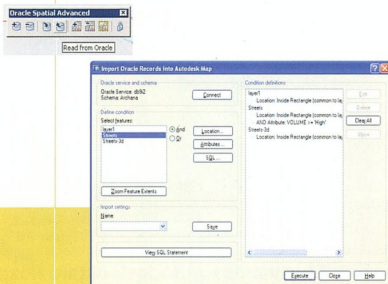 Oracle Spatial Advanced
Read from Oracle
Import Oracle Records Into Autodesk Map
Oracle service and schema
Oracle Service: db92
Schema: Archana
Connect
Define condition
Select features:
layer1
Streets
Streets-3d
And
Or
Location...
Attributes...
SQL...
Zoom Feature Extents
Import settings
Name
Save
View SQL Statement
Condition definitions
layer1
Location: Inside Rectangle (common to lay
Streets
Location: Inside Rectangle (common to lay
AND Attribute: VOLUME >= 'High'
Streets-3d
Location: Inside Rectangle (common to lay
Edit
Delete
Clear All
Execute
Close
Help